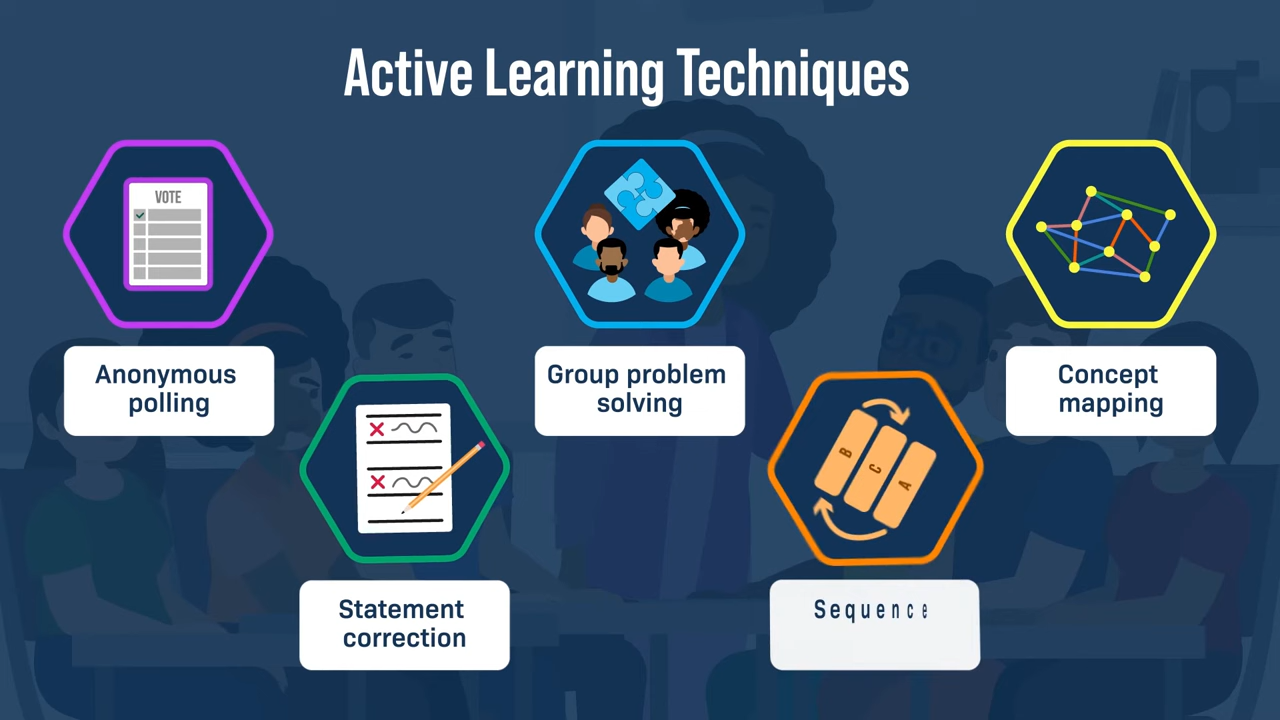 Active Learning Techniques
VOTE
Anonymous
polling
Group problem
solving
Concept
mapping
B
C
A
Statement
correction
Sequence